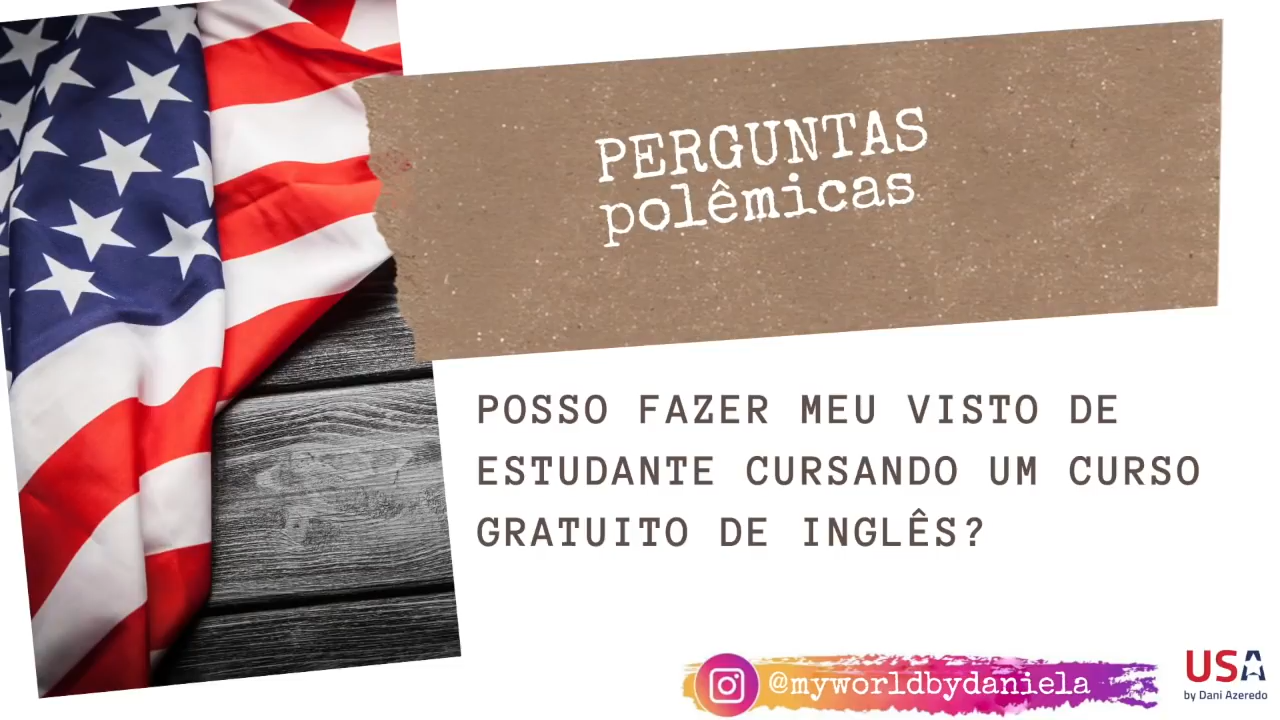 PERGUNTAS
polêmicas
POSSO FAZER MEU VISTO DE
ESTUDANTE CURSANDO UM CURSO
GRATUITO DE INGLÊS?
@myworldbydaniela
USA
by Dani Azeredo